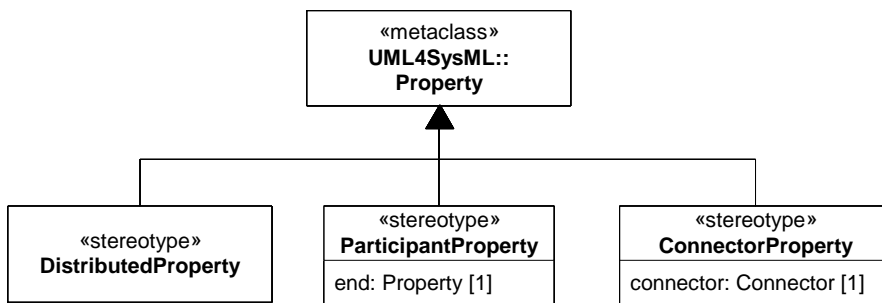 «metaclass»
UML4SysML::
Property
«stereotype»
DistributedProperty
«stereotype»
ParticipantProperty
end: Property [1]
«stereotype»
ConnectorProperty
connector: Connector [1]